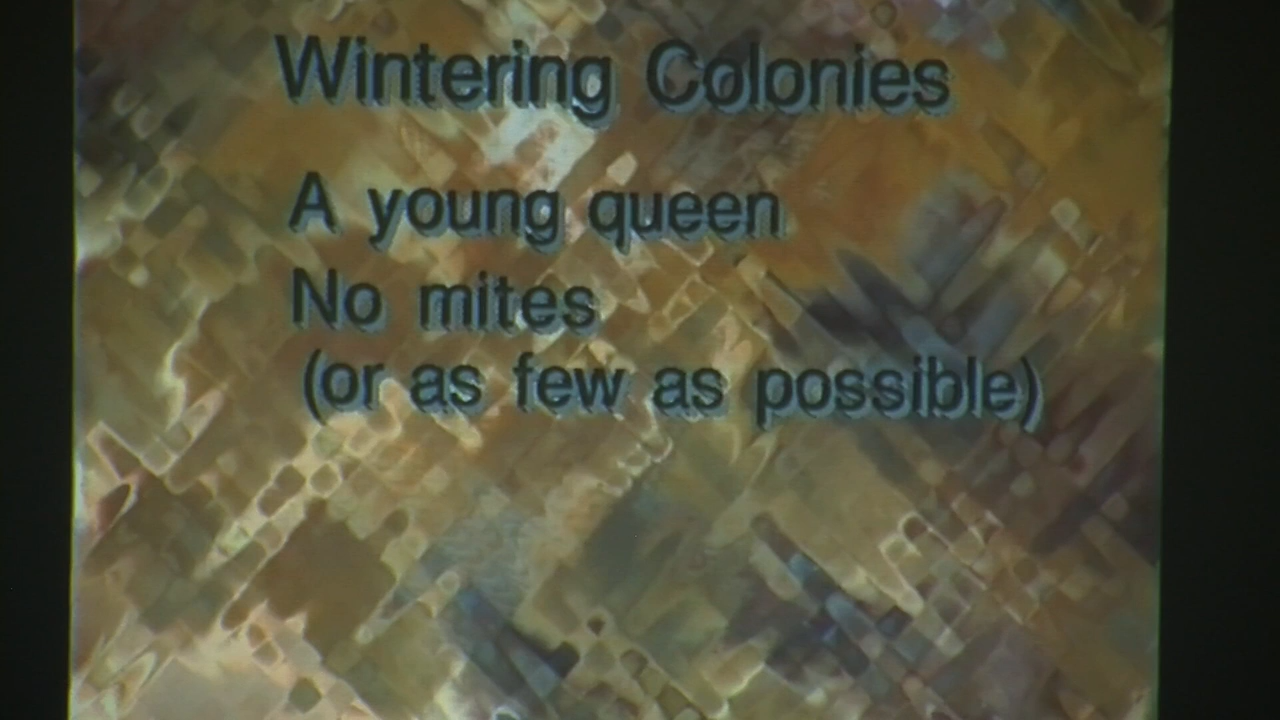 Wintering Colonies
A young queen
No mites
(or as few as possible)